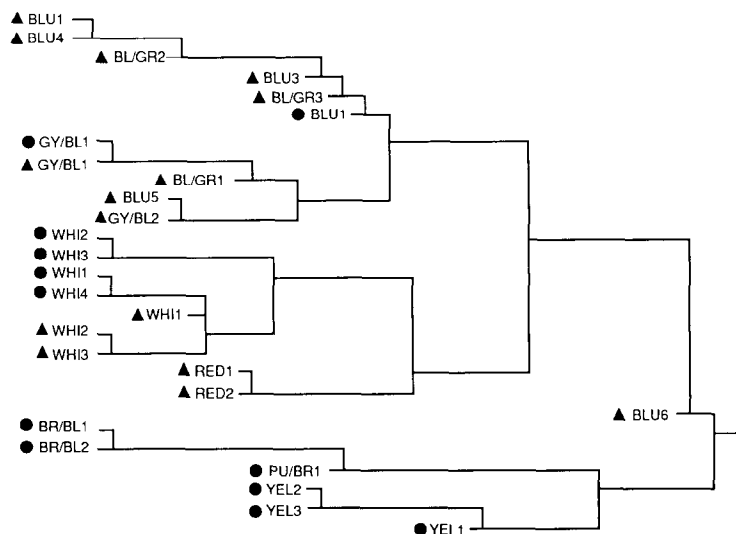 ▲ BLU1
▲ BLU4
▲ BL/GR2
▲ BLU3
▲ BL/GR3
● BLU1
● GY/BL1
▲ GY/BL1
▲ BL/GR1
▲ BLU5
▲ GY/BL2
● WHI2
● WHI3
● WHI1
● WHI4
▲ WHI1
▲ WHI2
▲ WHI3
▲ RED1
▲ RED2
▲ BLU6
● BR/BL1
● BR/BL2
● PU/BR1
● YEL2
● YEL3
● YEL1